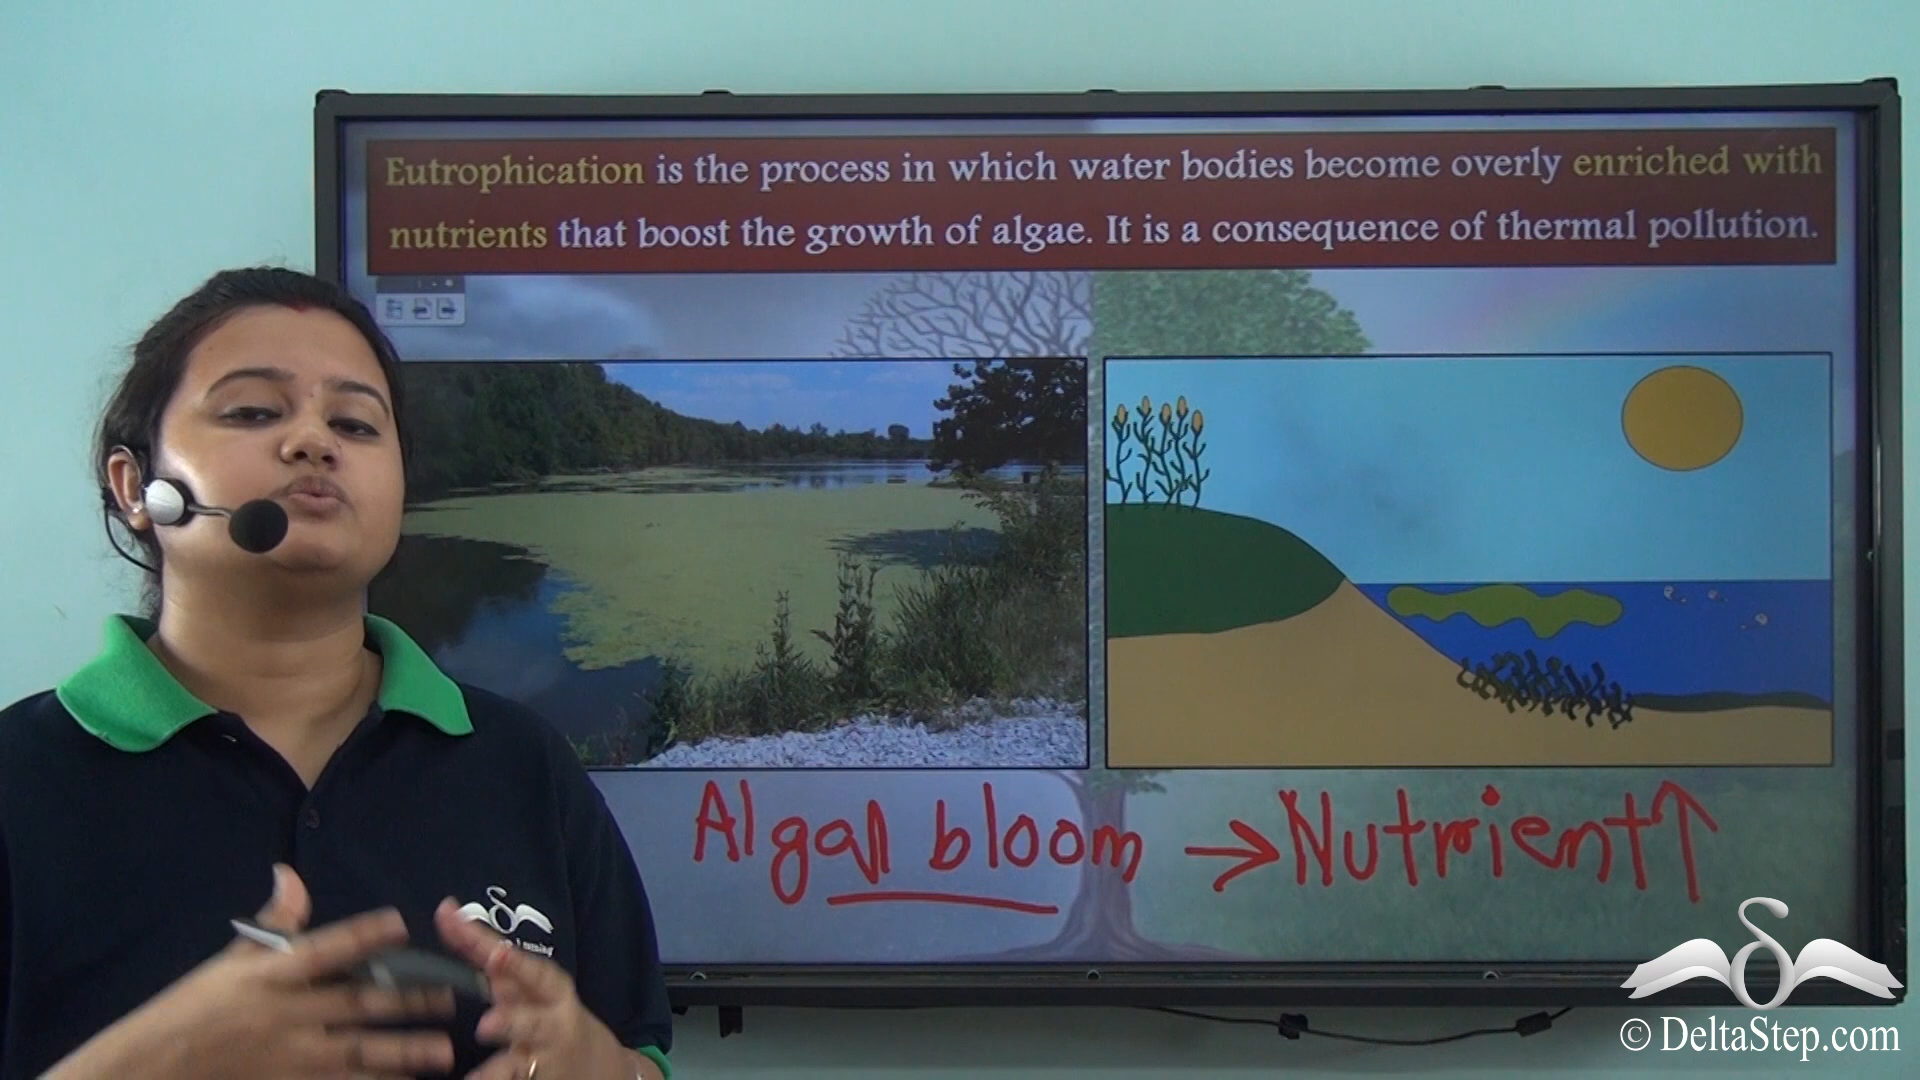 Eutrophication is the process in which water bodies become overly enriched with
nutrients that boost the growth of algae. It is a consequence of thermal pollution.
Algal bloom → Nutrient↑
© DeltaStep.com